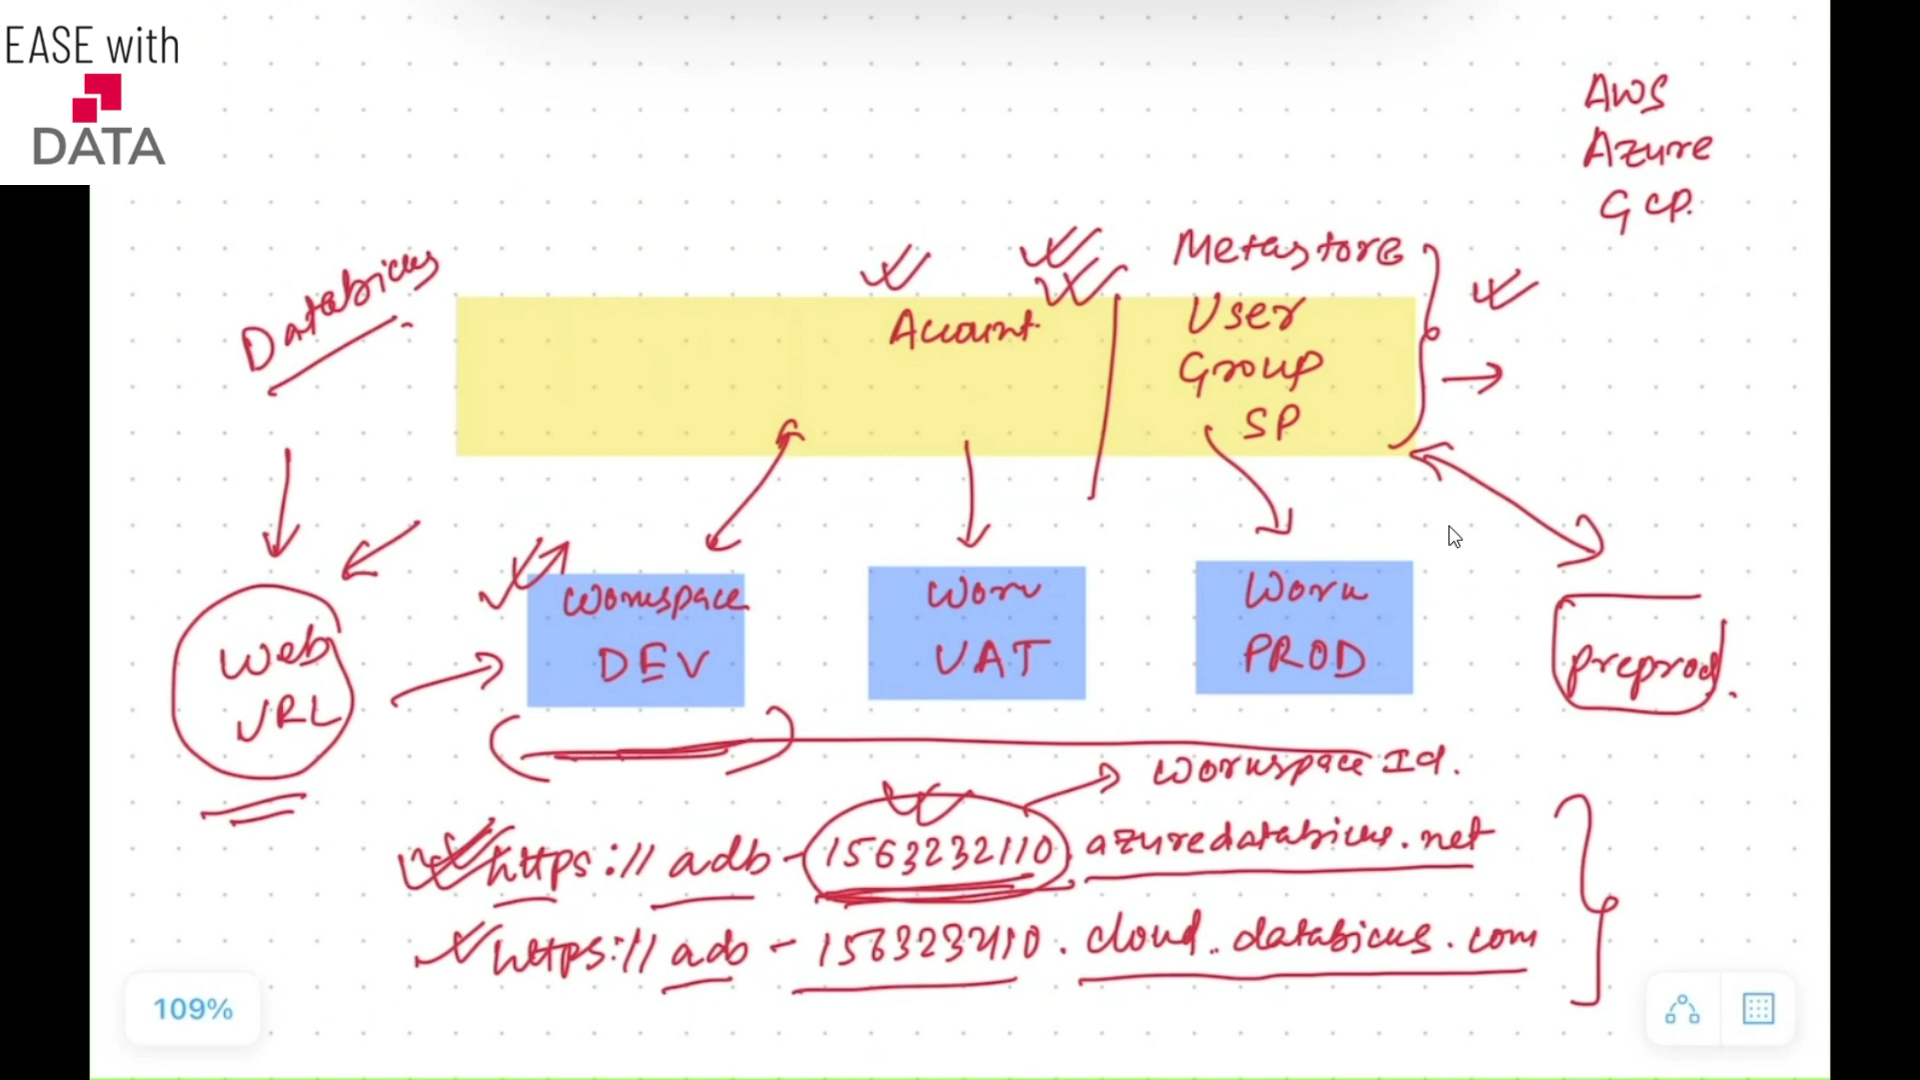 EASE with
DATA
AWS
Azure
GCP.
Databricks
Metastore
Account
User
Group
SP
Workspace
DEV
Work
UAT
Work
PROD
preprod.
Web
URL
Workspace Id.
https://adb-1563232110.azuredatabricks.net
https://adb-1563232110.cloud.databricks.com
109%